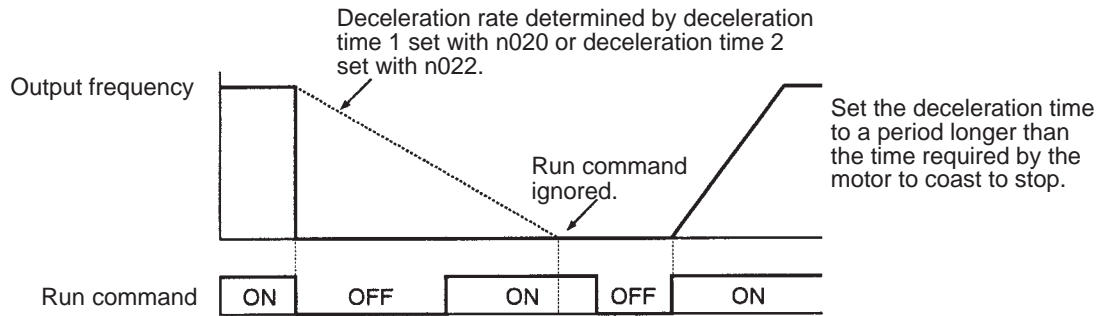 Deceleration rate determined by deceleration
time 1 set with n020 or deceleration time 2
set with n022.
Output frequency
Set the deceleration time
to a period longer than
the time required by the
motor to coast to stop.
Run command
ignored.
Run command
ON
OFF
ON
OFF
ON